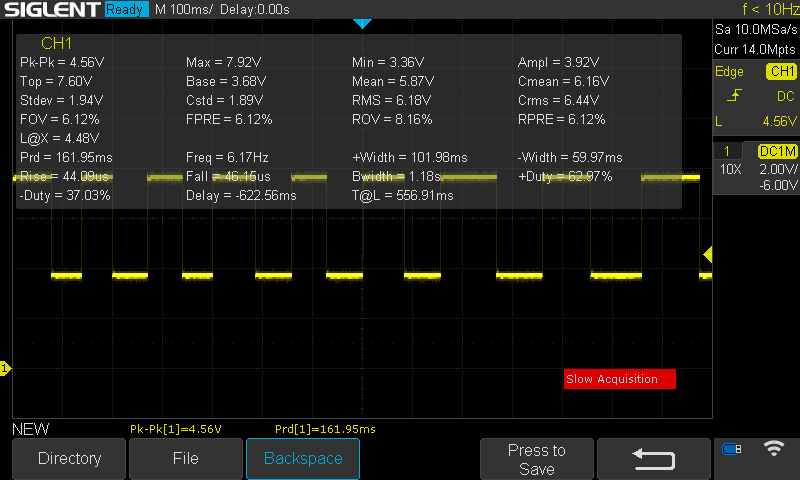 SIGLENT Ready M 100ms/ Delay:0.00s f < 10Hz
Sa 10.0MSa/s
Curr 14.0Mpts
CH1
Edge CH1
Pk-Pk = 4.56V Max = 7.92V Min = 3.36V Ampl = 3.92V
Top = 7.60V Base = 3.68V Mean = 5.87V Cmean = 6.16V
DC
Stdev = 1.94V Cstd = 1.89V RMS = 6.18V Crms = 6.44V
FOV = 6.12% FPRE = 6.12% ROV = 8.16% RPRE = 6.12%
L 4.56V
L@X = 4.48V
Prd = 161.95ms Freq = 6.17Hz +Width = 101.98ms -Width = 59.97ms
1 DC1M
Rise = 44.09us Fall = 46.15us Bwidth = 1.18s +Duty = 62.97%
10X 2.00V/
-6.00V
-Duty = 37.03% Delay = -622.56ms T@L = 556.91ms
1
Slow Acquisition
NEW Pk-Pk[1]=4.56V Prd[1]=161.95ms
Directory File Backspace Press to
Save